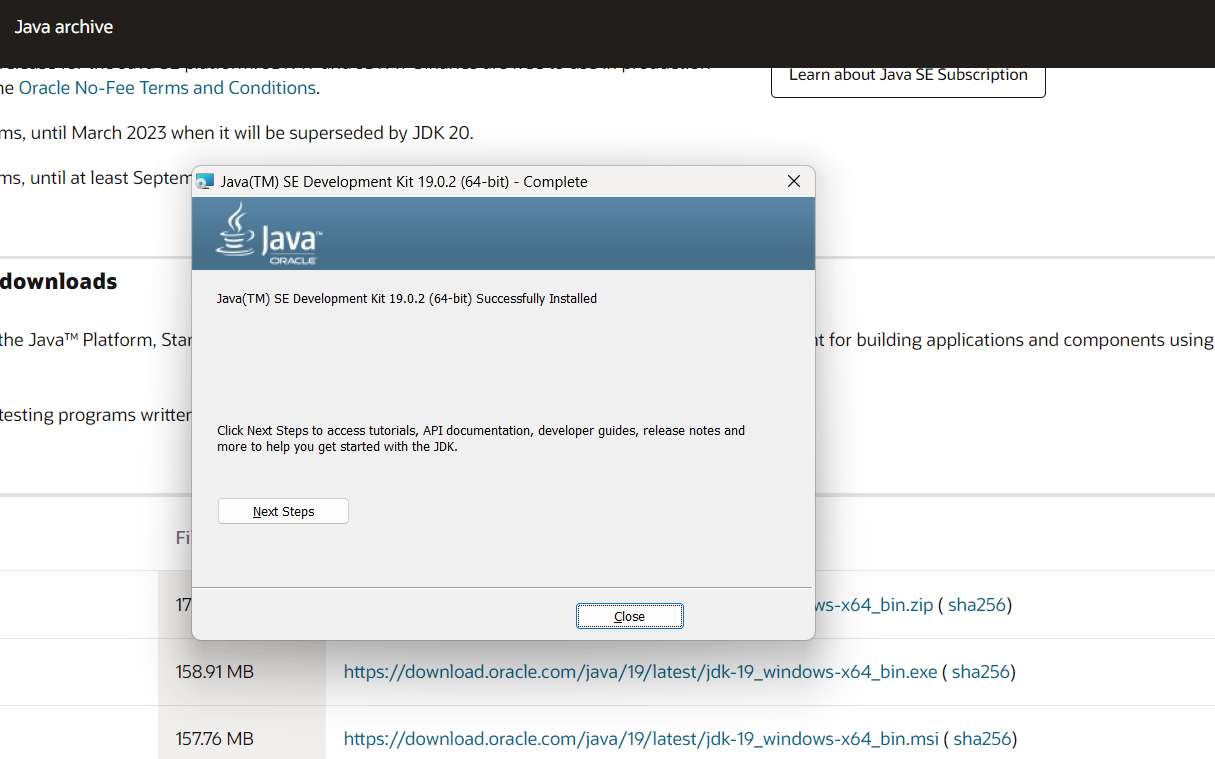 Java archive
Learn about Java SE Subscription
ne Oracle No-Fee Terms and Conditions.
ms, until March 2023 when it will be superseded by JDK 20.
ms, until at least Septem
Java(TM) SE Development Kit 19.0.2 (64-bit) - Complete
Java™
ORACLE
downloads
Java(TM) SE Development Kit 19.0.2 (64-bit) Successfully Installed
the Java™ Platform, Star
nt for building applications and components using
testing programs written
Click Next Steps to access tutorials, API documentation, developer guides, release notes and
more to help you get started with the JDK.
Next Steps
Fi
17
ws-x64_bin.zip ( sha256)
Close
158.91 MB https://download.oracle.com/java/19/latest/jdk-19_windows-x64_bin.exe ( sha256)
157.76 MB https://download.oracle.com/java/19/latest/jdk-19_windows-x64_bin.msi ( sha256)